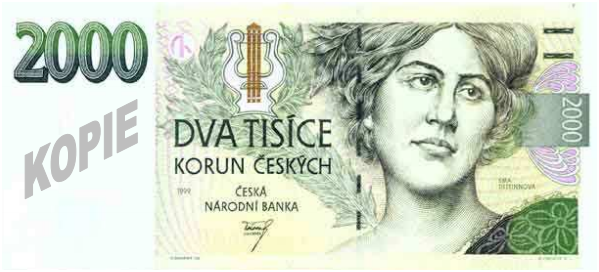 2000
KOPIE
DVA TISÍCE
KORUN ČESKÝCH
1999
ČESKÁ
NÁRODNÍ BANKA
2000
EMA
DESTINNOVÁ